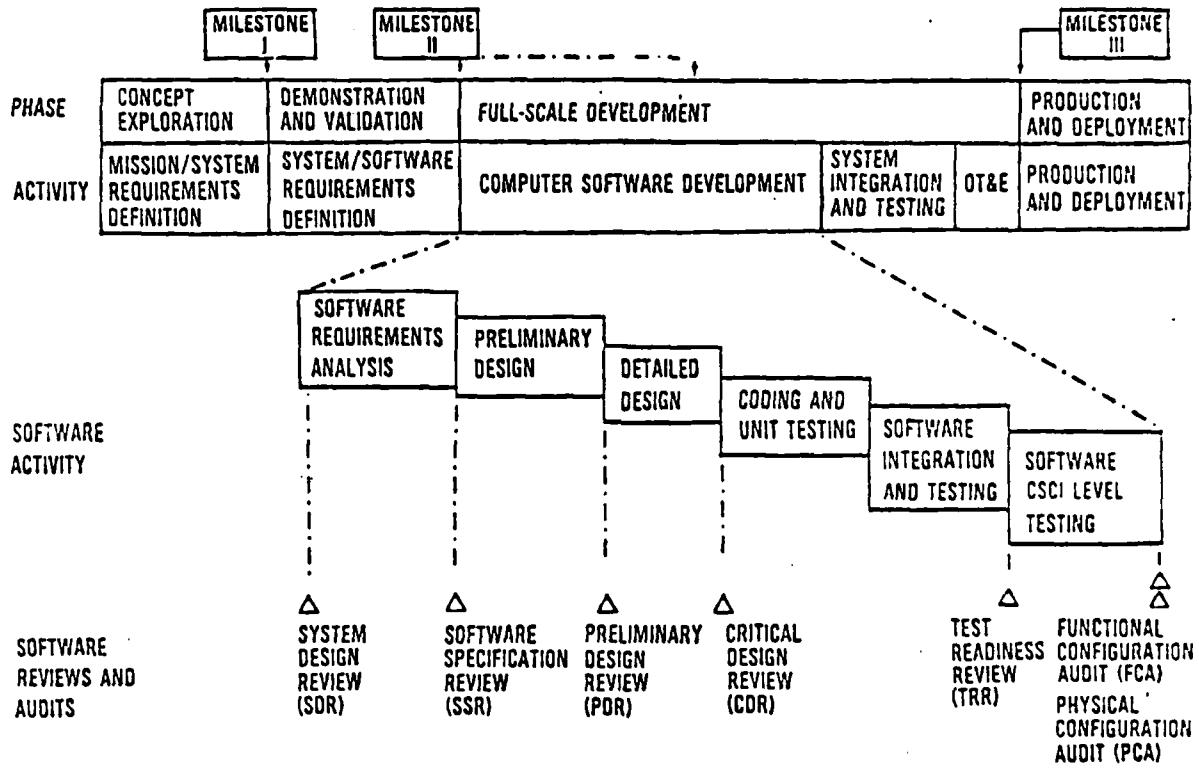 MILESTONE
I
MILESTONE
II
MILESTONE
III
PHASE
CONCEPT
EXPLORATION
DEMONSTRATION
AND VALIDATION
FULL-SCALE DEVELOPMENT
PRODUCTION
AND DEPLOYMENT
ACTIVITY
MISSION/SYSTEM
REQUIREMENTS
DEFINITION
SYSTEM/SOFTWARE
REQUIREMENTS
DEFINITION
COMPUTER SOFTWARE DEVELOPMENT
SYSTEM
INTEGRATION
AND TESTING
OT&E
PRODUCTION
AND DEPLOYMENT
SOFTWARE
ACTIVITY
SOFTWARE
REQUIREMENTS
ANALYSIS
PRELIMINARY
DESIGN
DETAILED
DESIGN
CODING AND
UNIT TESTING
SOFTWARE
INTEGRATION
AND TESTING
SOFTWARE
CSCI LEVEL
TESTING
SOFTWARE
REVIEWS AND
AUDITS
SYSTEM
DESIGN
REVIEW
(SDR)
SOFTWARE
SPECIFICATION
REVIEW
(SSR)
PRELIMINARY
DESIGN
REVIEW
(PDR)
CRITICAL
DESIGN
REVIEW
(CDR)
TEST
READINESS
REVIEW
(TRR)
FUNCTIONAL
CONFIGURATION
AUDIT (FCA)
PHYSICAL
CONFIGURATION
AUDIT (PCA)